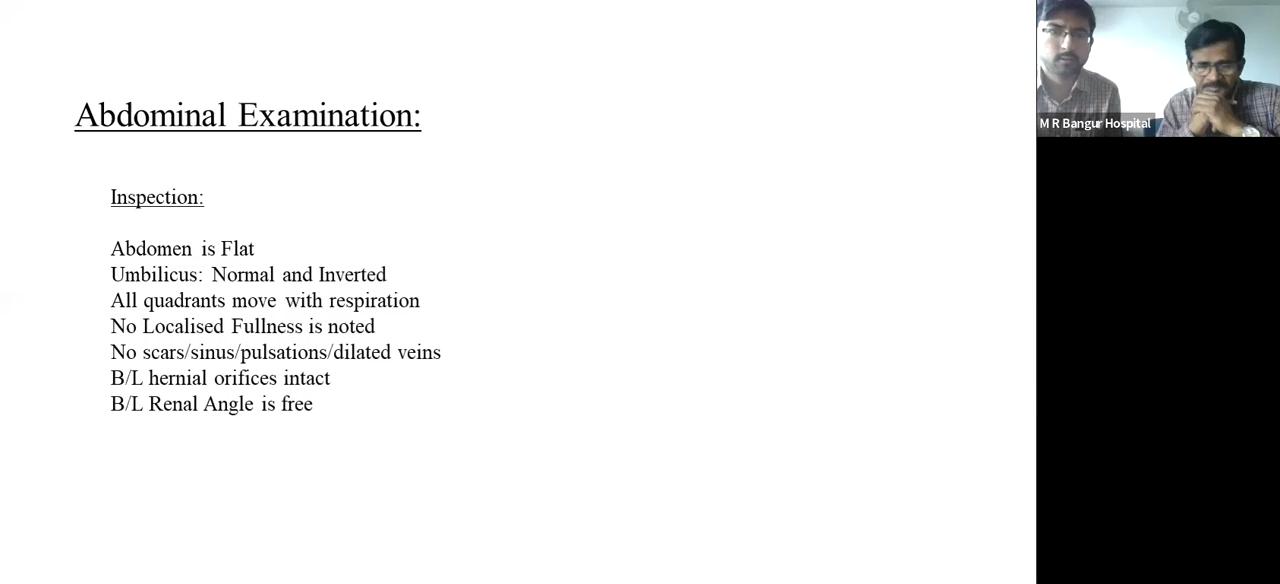 Abdominal Examination:
Inspection:
Abdomen is Flat
Umbilicus: Normal and Inverted
All quadrants move with respiration
No Localised Fullness is noted
No scars/sinus/pulsations/dilated veins
B/L hernial orifices intact
B/L Renal Angle is free
M R Bangur Hospital